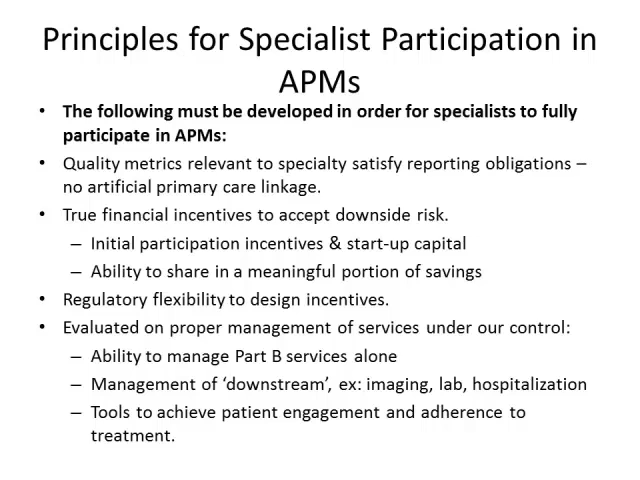 Principles for Specialist Participation in
APMs
• The following must be developed in order for specialists to fully
participate in APMs:
• Quality metrics relevant to specialty satisfy reporting obligations –
no artificial primary care linkage.
• True financial incentives to accept downside risk.
– Initial participation incentives & start-up capital
– Ability to share in a meaningful portion of savings
• Regulatory flexibility to design incentives.
• Evaluated on proper management of services under our control:
– Ability to manage Part B services alone
– Management of ‘downstream’, ex: imaging, lab, hospitalization
– Tools to achieve patient engagement and adherence to
treatment.